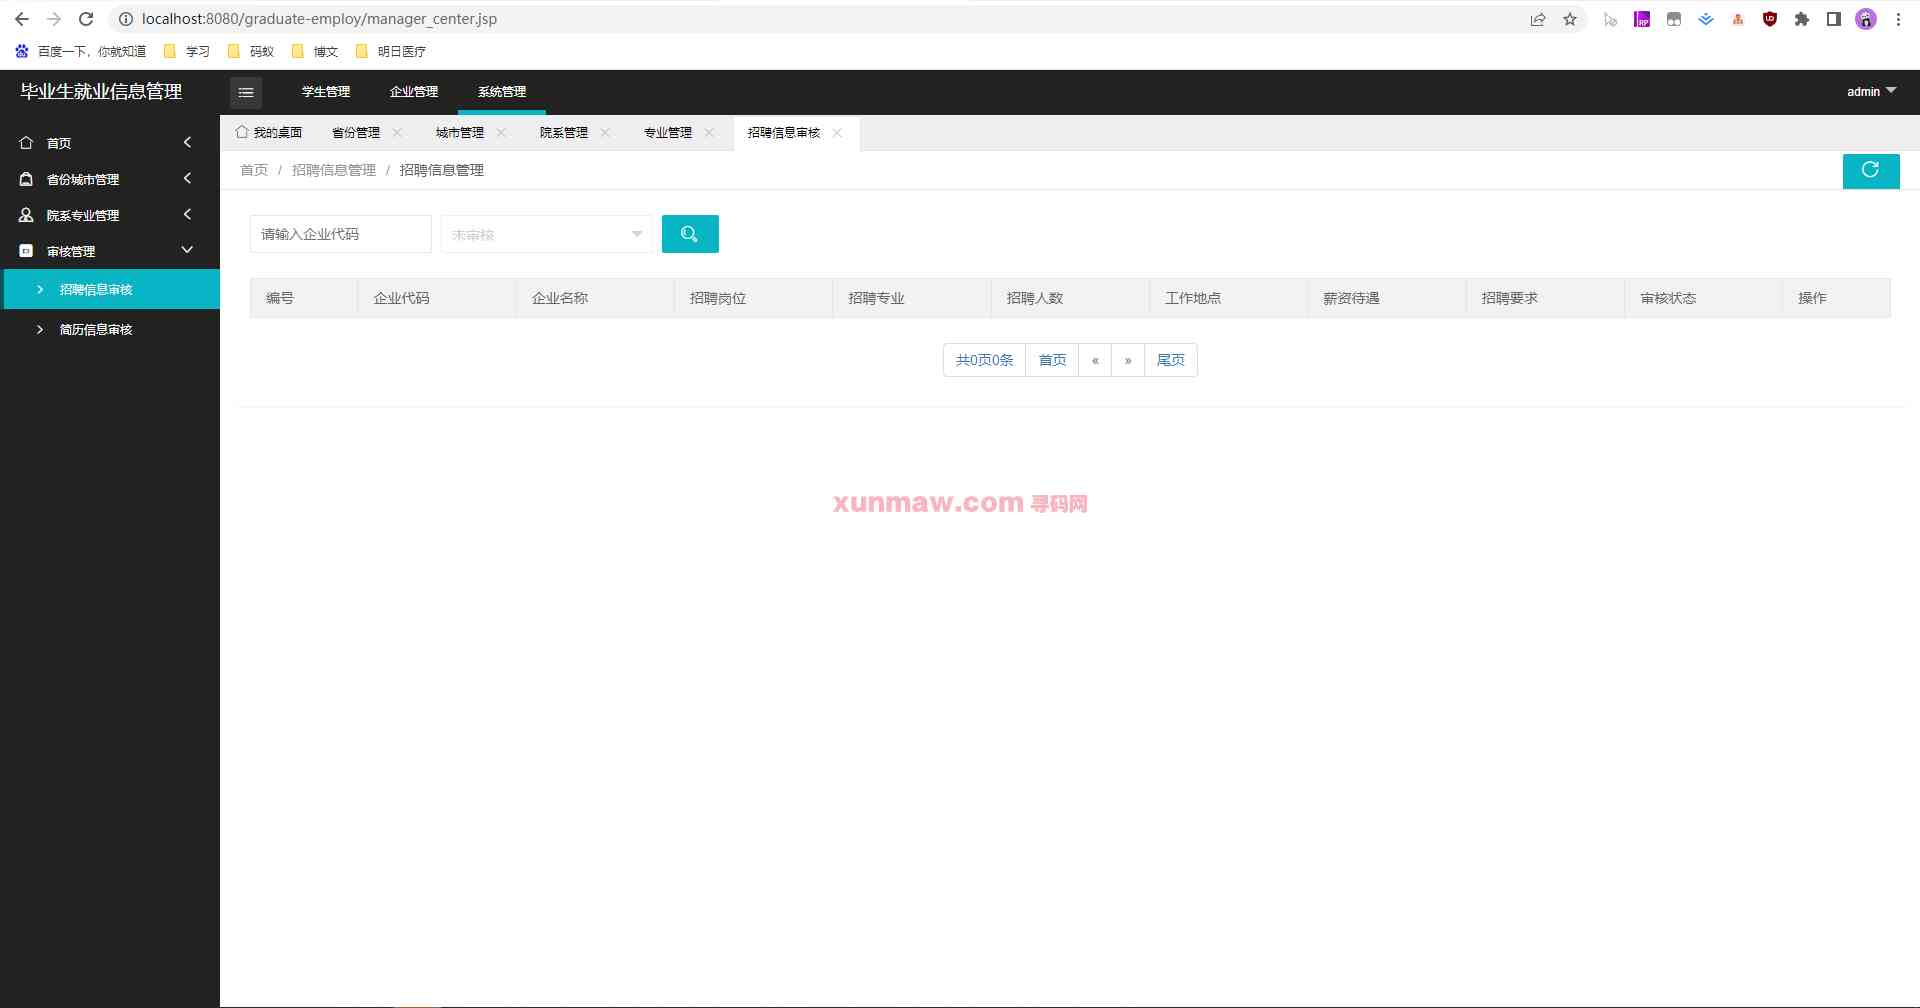 localhost:8080/graduate-employ/manager_center.jsp
百度一下，你就知道 学习 码蚁 博文 明日医疗
毕业生就业信息管理 学生管理 企业管理 系统管理 admin
我的桌面 省份管理 城市管理 院系管理 专业管理 招聘信息审核
首页 / 招聘信息管理 / 招聘信息管理
首页
省份城市管理
院系专业管理
审核管理
招聘信息审核
简历信息审核
请输入企业代码 未审核
编号 企业代码 企业名称 招聘岗位 招聘专业 招聘人数 工作地点 薪资待遇 招聘要求 审核状态 操作
共0页0条 首页 « » 尾页
xunmaw.com 寻码网